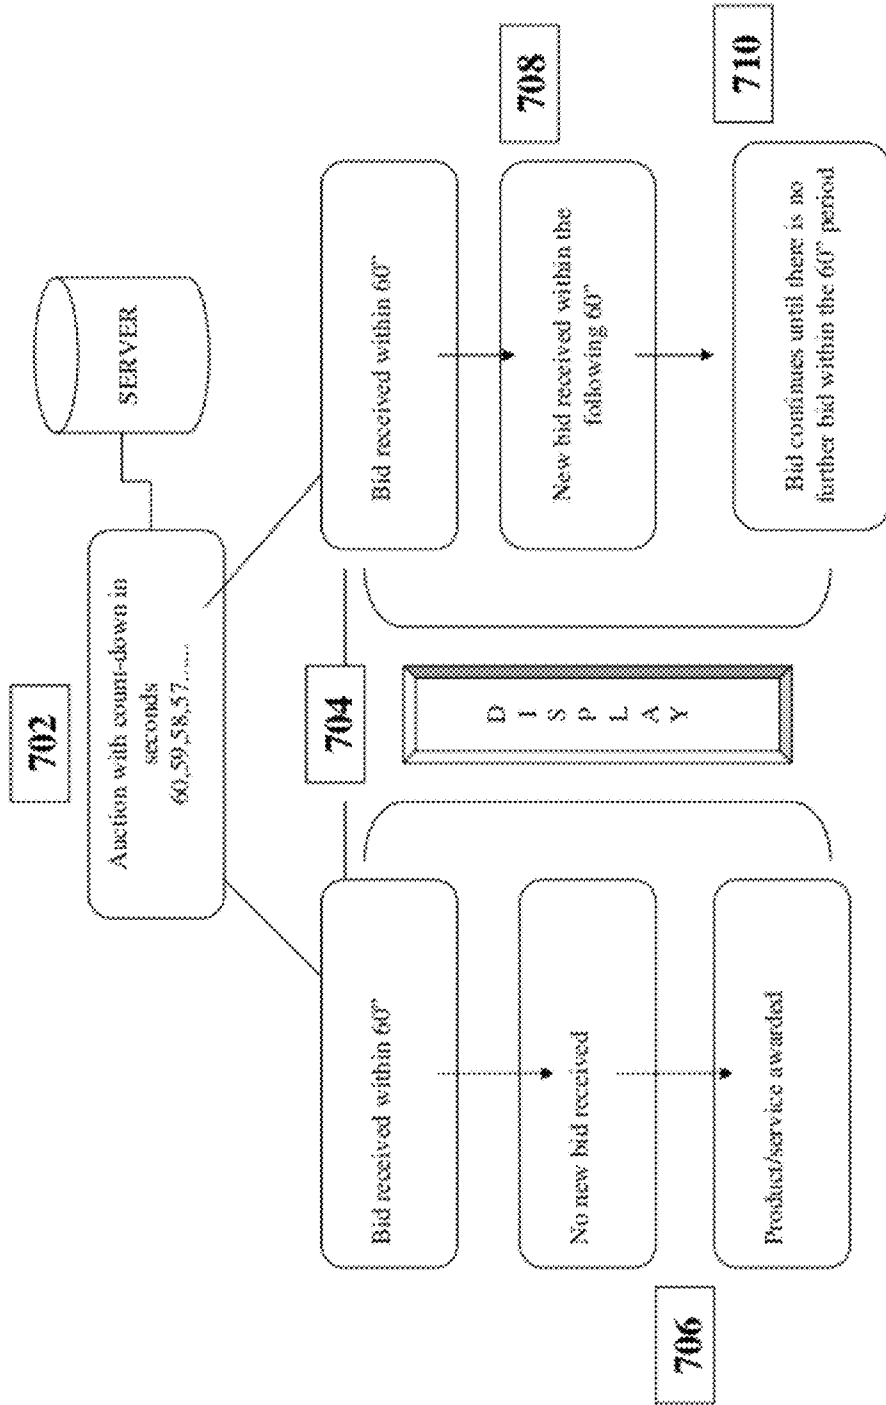 702
Auction with count-down in
seconds
60,59,58,57......
SERVER
704
Bid received within 60"
No new bid received
Product/service awarded
706
DISPLAY
Bid received within 60"
708
New bid received within the
following 60"
710
Bid continues until there is no
further bid within the 60" period